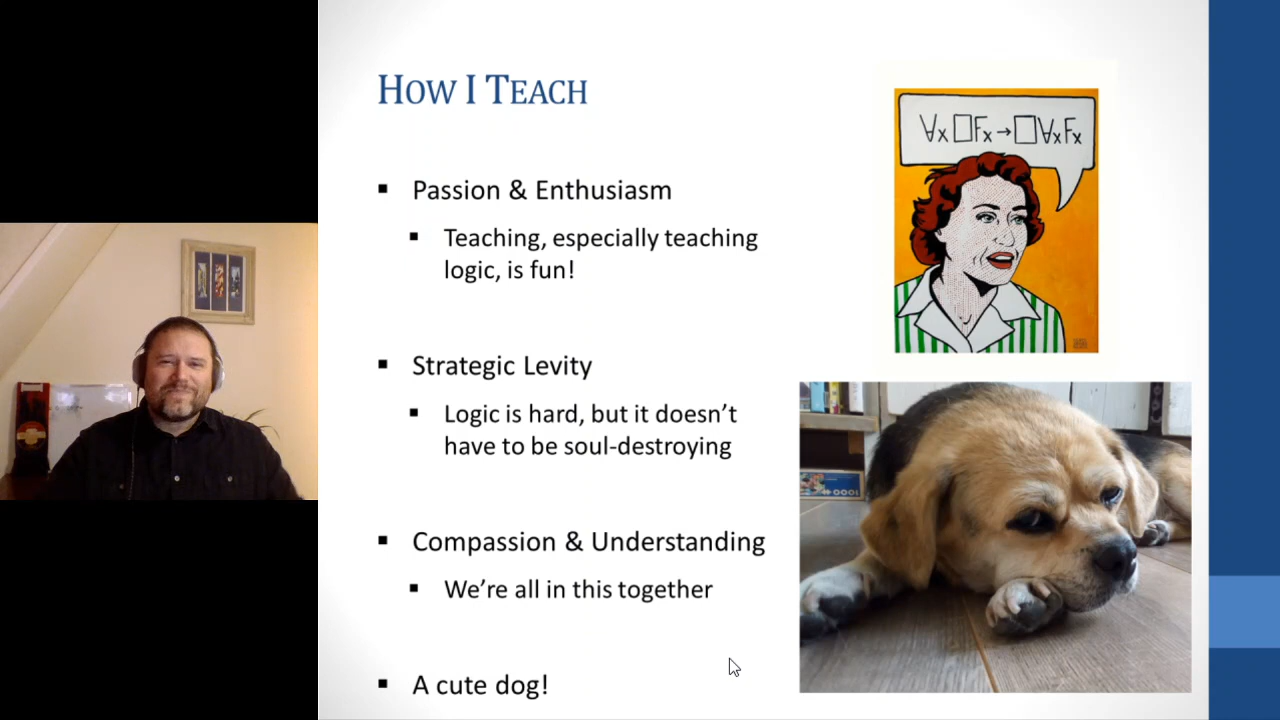 How I Teach
∀x□Fx→□∀xFx
▪ Passion & Enthusiasm
▪ Teaching, especially teaching
logic, is fun!
▪ Strategic Levity
▪ Logic is hard, but it doesn’t
have to be soul-destroying
▪ Compassion & Understanding
▪ We’re all in this together
▪ A cute dog!
1000